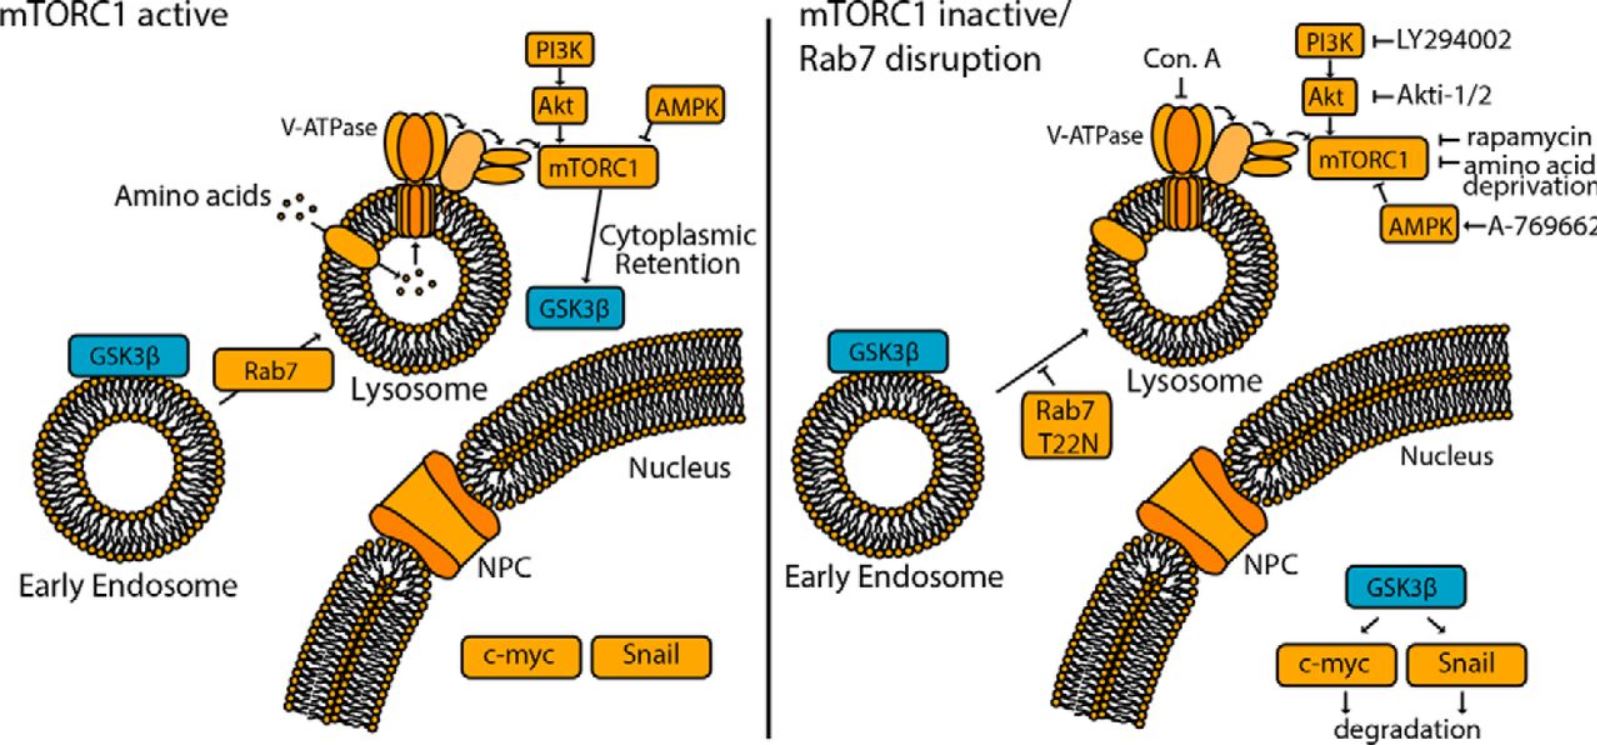 mTORC1 active
PI3K
Akt
AMPK
V-ATPase
mTORC1
Amino acids
Cytoplasmic
Retention
GSK3β
GSK3β
Rab7
Lysosome
Nucleus
NPC
Early Endosome
c-myc
Snail
mTORC1 inactive/
Rab7 disruption
PI3K
LY294002
Con. A
Akt
Akti-1/2
V-ATPase
mTORC1
rapamycin
amino acid
deprivation
AMPK
A-769662
GSK3β
Lysosome
Rab7
T22N
Nucleus
NPC
Early Endosome
GSK3β
c-myc
Snail
degradation